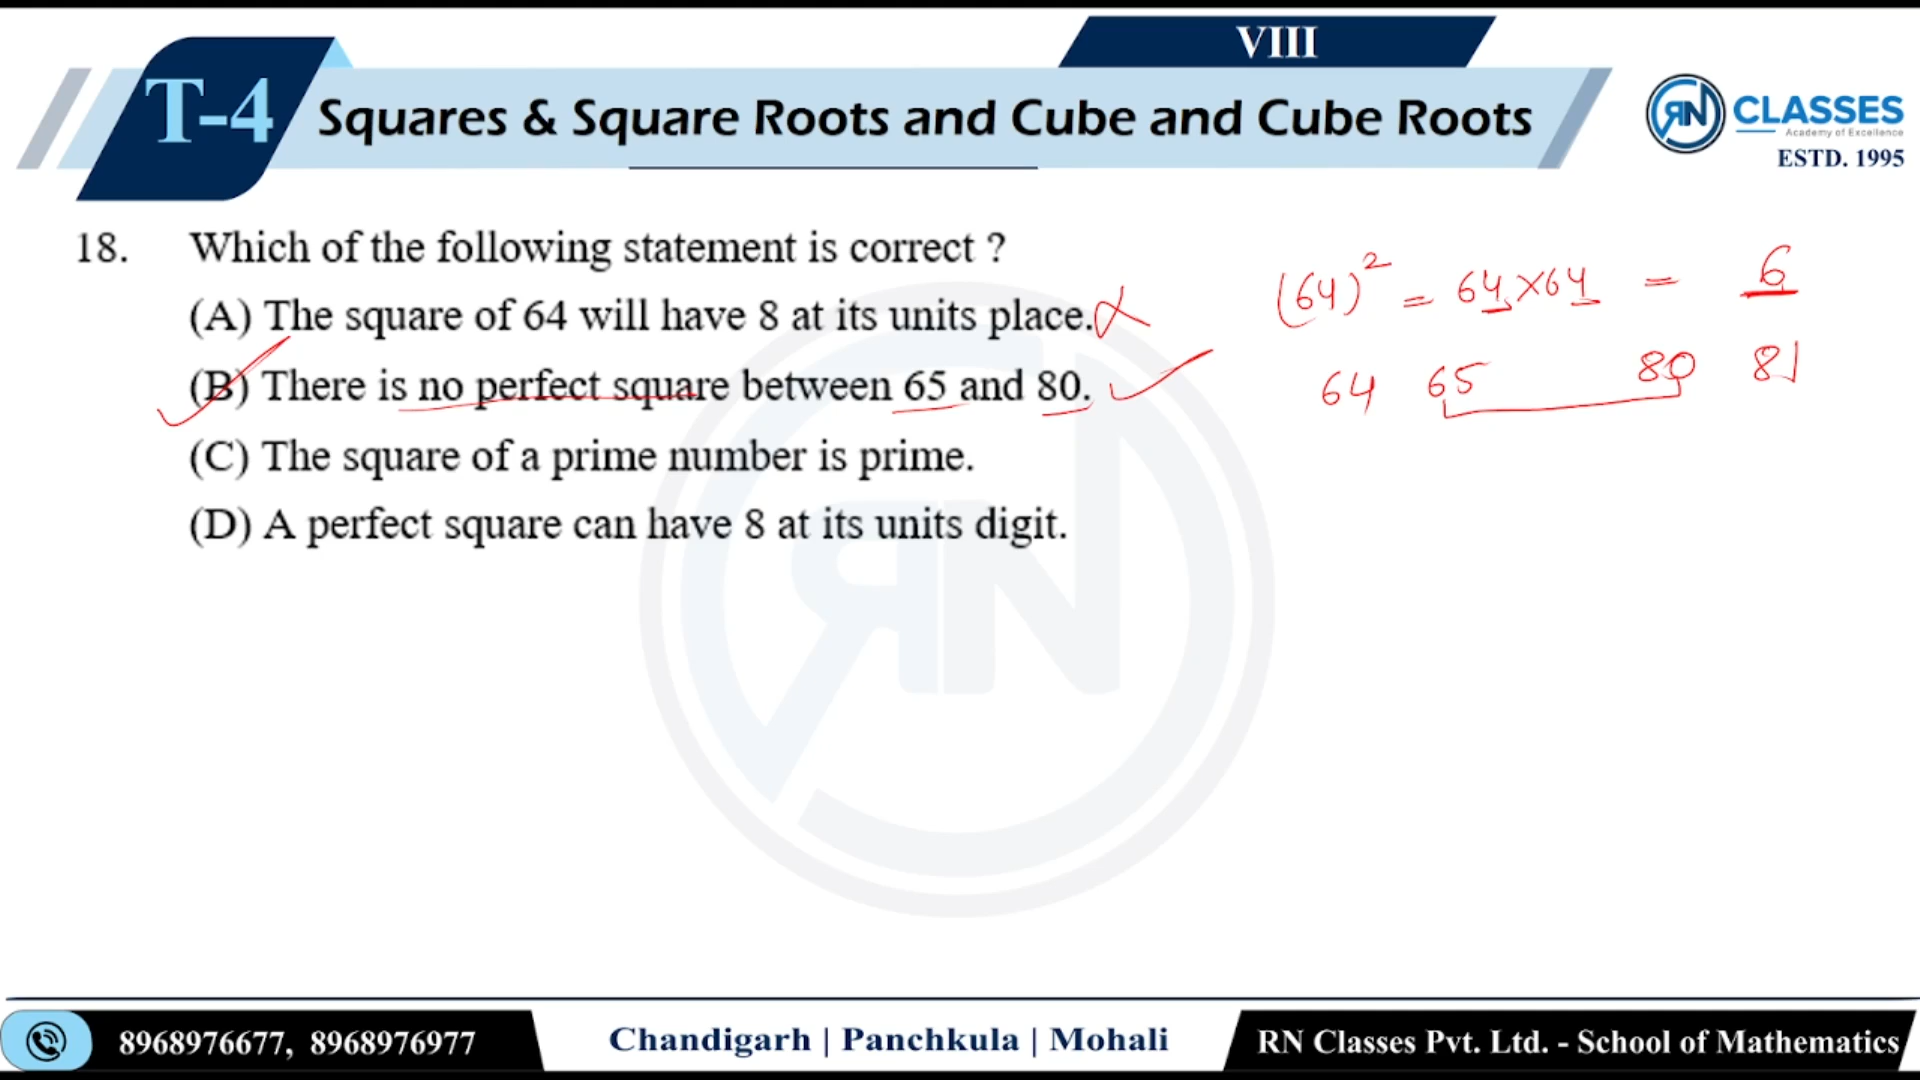 VIII
T-4 Squares & Square Roots and Cube and Cube Roots
RN CLASSES
Academy of Excellence
ESTD. 1995
18. Which of the following statement is correct ?
(A) The square of 64 will have 8 at its units place.
(64)² = 64×64 = 6
(B) There is no perfect square between 65 and 80.
64 65 80 81
(C) The square of a prime number is prime.
(D) A perfect square can have 8 at its units digit.
RN
8968976677, 8968976977
Chandigarh | Panchkula | Mohali
RN Classes Pvt. Ltd. - School of Mathematics